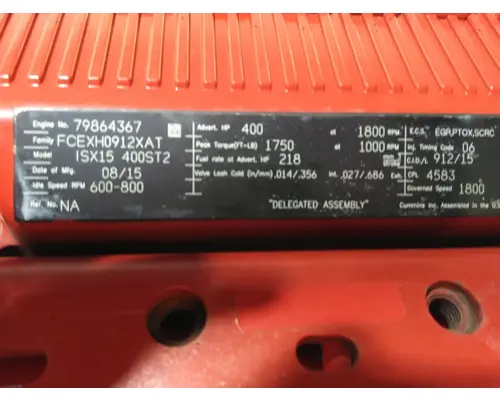 Engine No. 79864367
Family FCEXH0912XAT
Model ISX15 400ST2
Date of Mfg. 08/15
Idle Speed RPM 600-800
Ref. No. NA
Advert. HP 400 at 1800 RPM
Peak Torque(FT-LB) 1750 at 1000 RPM
Fuel rate at Advert. HP 218
Valve Lash Cold (in/mm) .014/.356 Int. .027/.686 Exh.
"DELEGATED ASSEMBLY"
E.C.S. EGR,PTOX,SCRC
Inj. Timing Code 06
C.I.D./L 912/15
CPL 4583
Governed Speed 1800
Cummins Inc. Assembled in the U.S